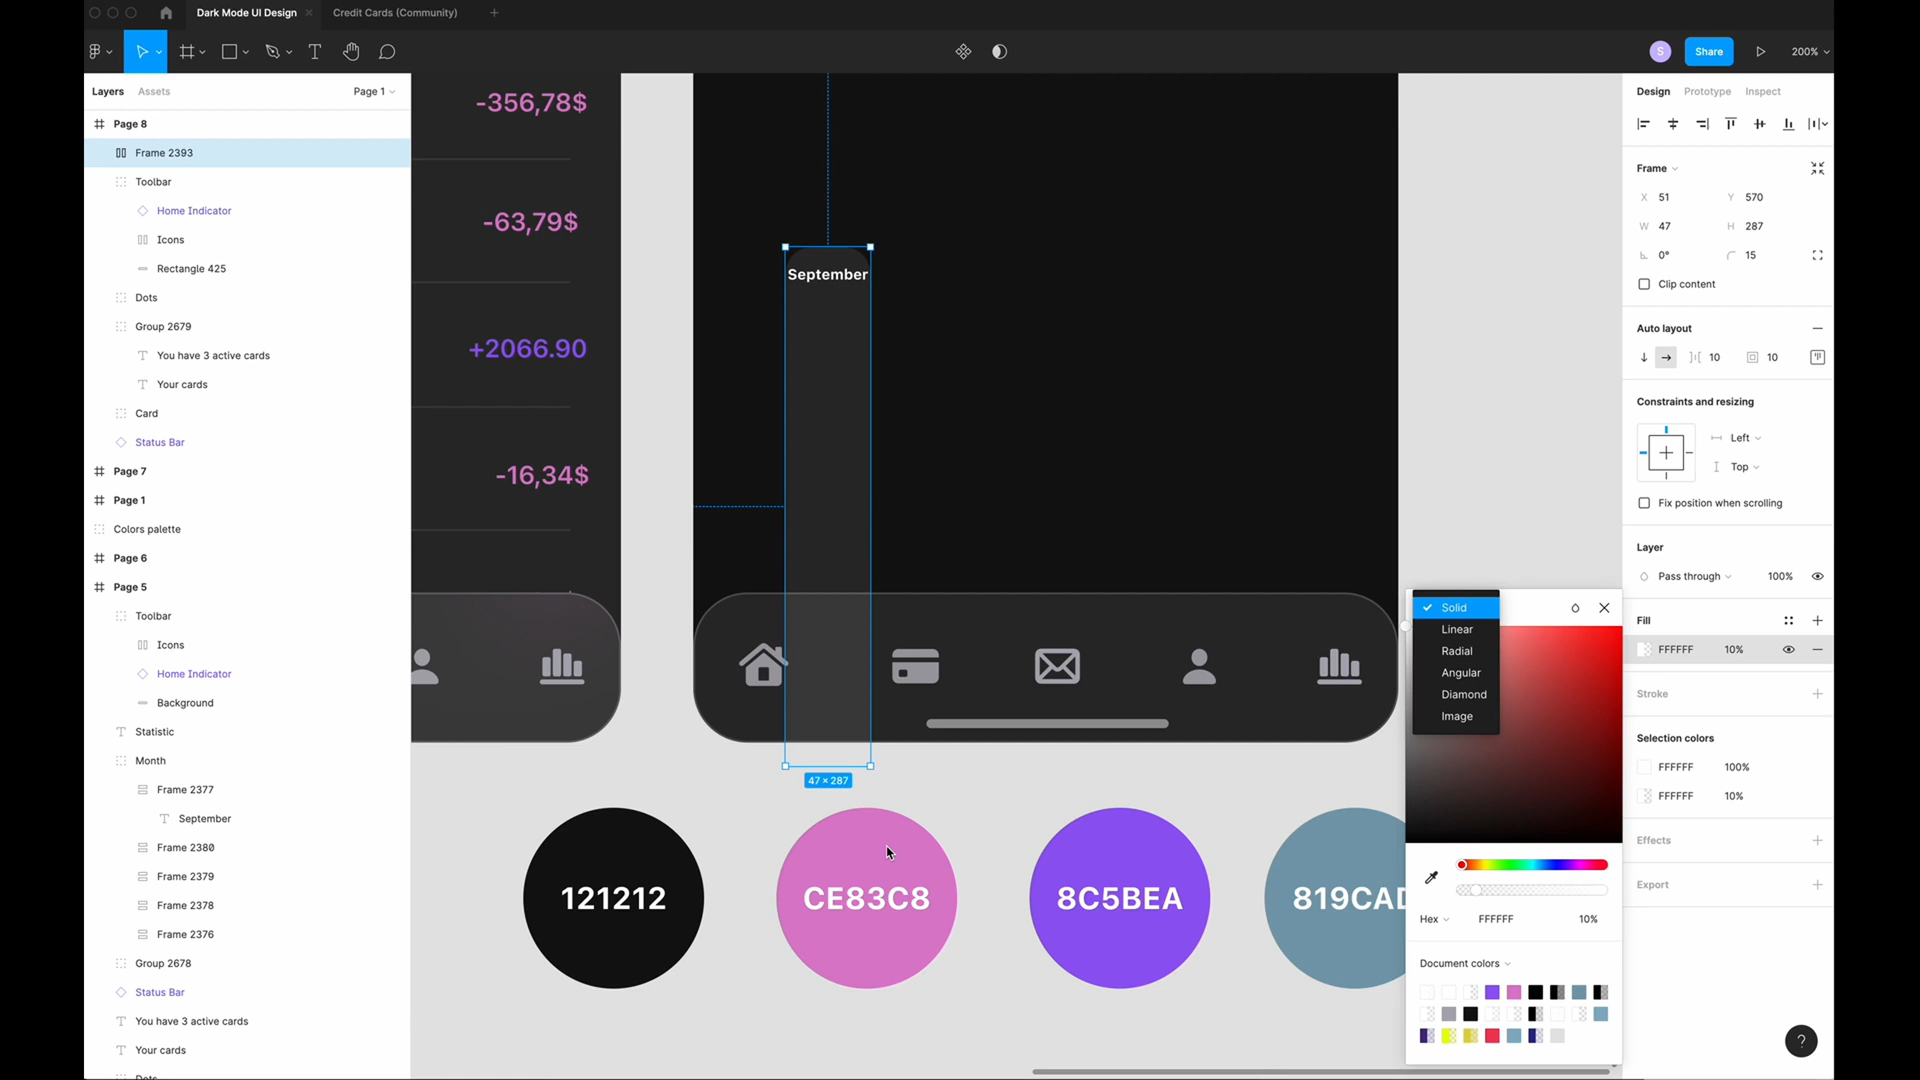 Dark Mode UI Design
Credit Cards (Community)
S
Share
200%
Layers
Assets
Page 1
Page 8
Frame 2393
Toolbar
Home Indicator
Icons
Rectangle 425
Dots
Group 2679
You have 3 active cards
Your cards
Card
Status Bar
Page 7
Page 1
Colors palette
Page 6
Page 5
Toolbar
Icons
Home Indicator
Background
Statistic
Month
Frame 2377
September
Frame 2380
Frame 2379
Frame 2378
Frame 2376
Group 2678
Status Bar
You have 3 active cards
Your cards
-356,78$
-63,79$
+2066.90
-16,34$
September
47 × 287
121212
CE83C8
8C5BEA
819CAD
Solid
Linear
Radial
Angular
Diamond
Image
Hex
FFFFFF
10%
Document colors
Design
Prototype
Inspect
Frame
X 51
Y 570
W 47
H 287
0°
15
Clip content
Auto layout
10
10
Constraints and resizing
Left
Top
Fix position when scrolling
Layer
Pass through
100%
Fill
FFFFFF
10%
Stroke
Selection colors
FFFFFF
100%
FFFFFF
10%
Effects
Export
?